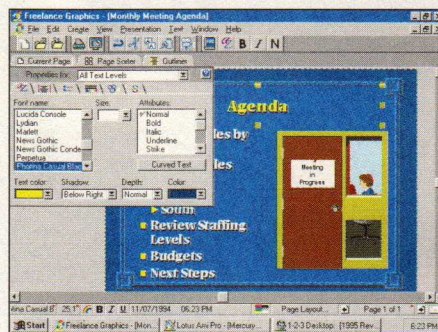 Freelance Graphics - [Monthly Meeting Agenda]
File Edit Create View Presentation Text Window Help
B I N
Current Page Page Sorter Outliner
Properties for: All Text Levels
Font name: Size: Attributes:
Lucida Console
Lydian
Marlett
News Gothic
News Gothic Conde
Perpetua
Phyllis Casual Blac
Normal
Bold
Italic
Underline
Strike
Curved Text
Text color: Shadow: Depth: Color:
Below Right Normal
Agenda
les by
les
South
Review Staffing
Levels
Budgets
Next Steps
Meeting
in
Progress
25.1" B I U 11/07/1994 06:23 PM Page Layout... Page 1 of 1
Start Freelance Graphics - [Mon... Lotus Ami Pro - [Mercury... 1-2-3 Desktop [1995 Rev... 6:23 PM